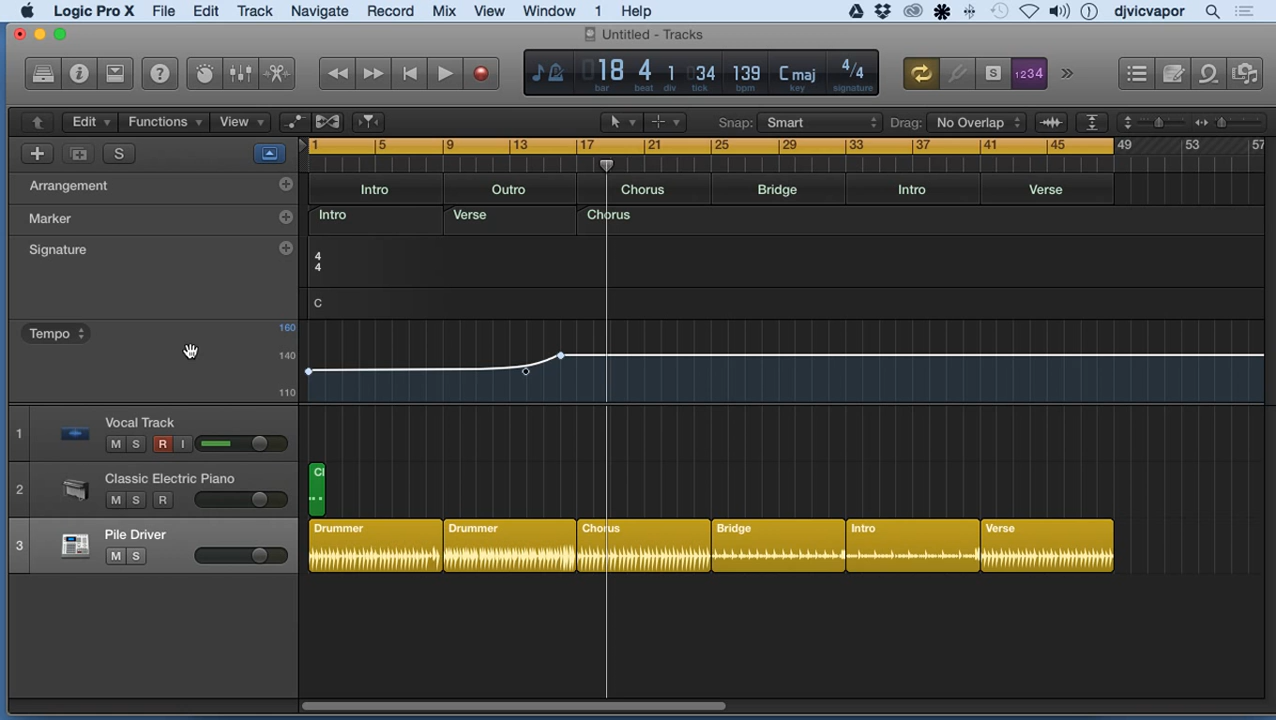 Logic Pro X File Edit Track Navigate Record Mix View Window 1 Help djvicvapor
Untitled - Tracks
18 4 1 34 139 C maj 4/4
bar beat div tick bpm key signature
S 1234
Edit Functions View Snap: Smart Drag: No Overlap
S 1 5 9 13 17 21 25 29 33 37 41 45 49 53 57
Arrangement Intro Outro Chorus Bridge Intro Verse
Marker Intro Verse Chorus
Signature 4
4
C
Tempo 160
140
110
1 Vocal Track
M S R I
2 Classic Electric Piano Cl
M S R
3 Pile Driver Drummer Drummer Chorus Bridge Intro Verse
M S